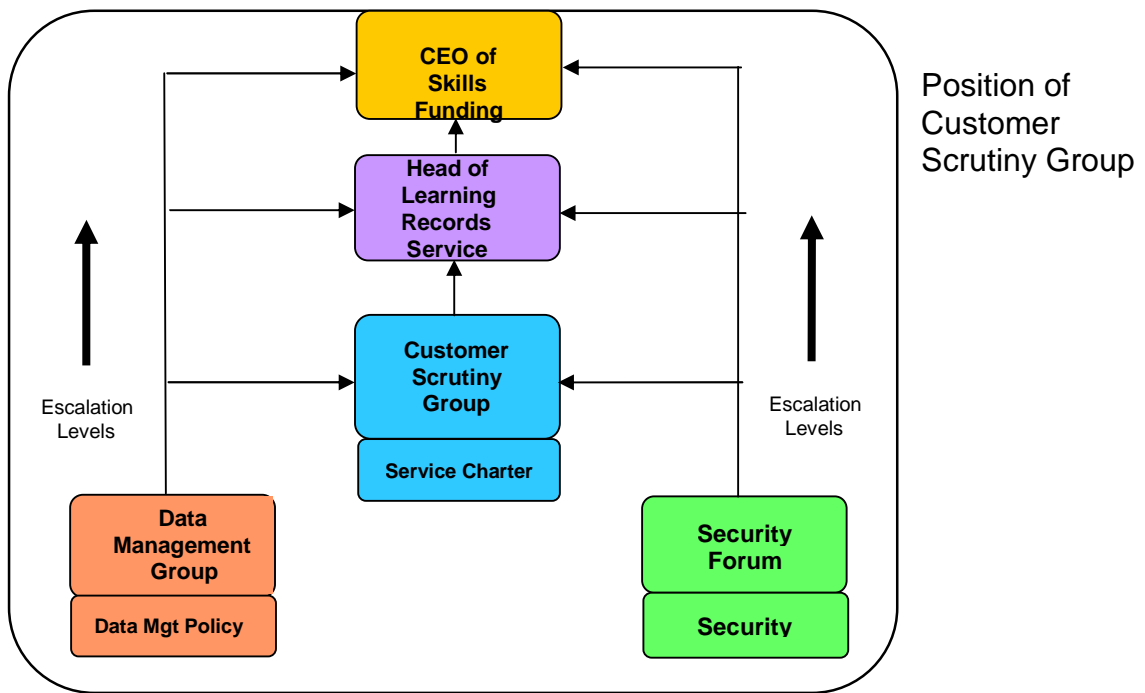 CEO of
Skills
Funding
Position of
Customer
Scrutiny Group
Head of
Learning
Records
Service
Customer
Scrutiny
Group
Escalation
Levels
Escalation
Levels
Service Charter
Data
Management
Group
Security
Forum
Data Mgt Policy
Security